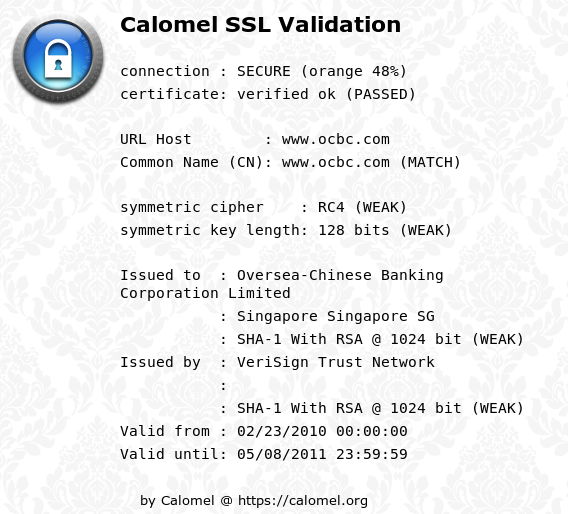 Calomel SSL Validation
connection : SECURE (orange 48%)
certificate: verified ok (PASSED)
URL Host        : www.ocbc.com
Common Name (CN): www.ocbc.com (MATCH)
symmetric cipher    : RC4 (WEAK)
symmetric key length: 128 bits (WEAK)
Issued to  : Oversea-Chinese Banking
Corporation Limited
           : Singapore Singapore SG
           : SHA-1 With RSA @ 1024 bit (WEAK)
Issued by  : VeriSign Trust Network
           :
           : SHA-1 With RSA @ 1024 bit (WEAK)
Valid from : 02/23/2010 00:00:00
Valid until: 05/08/2011 23:59:59
by Calomel @ https://calomel.org